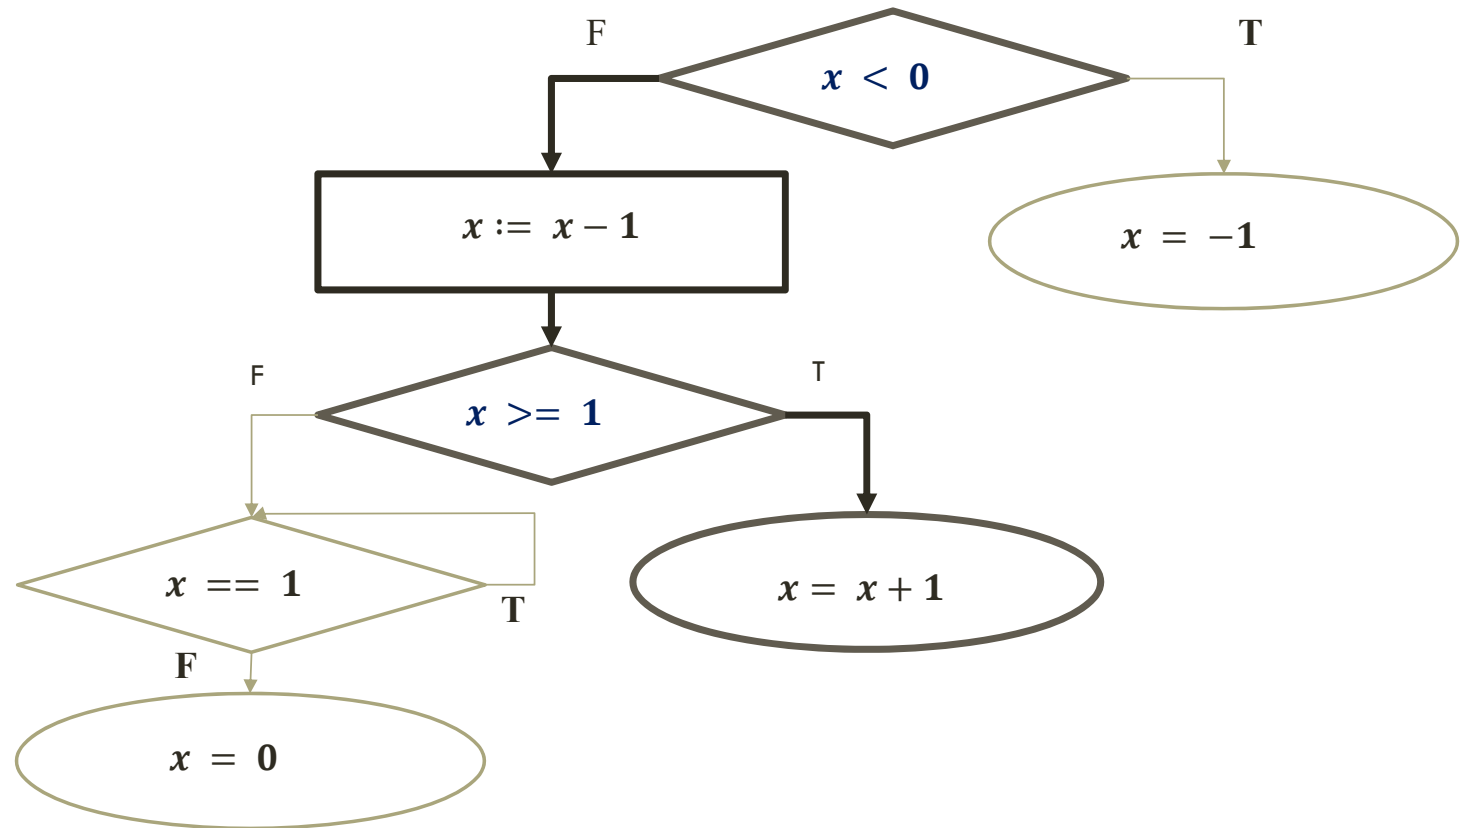 F
T
x < 0
x := x − 1
x = −1
F
T
x >= 1
x == 1
T
x = x + 1
F
x = 0